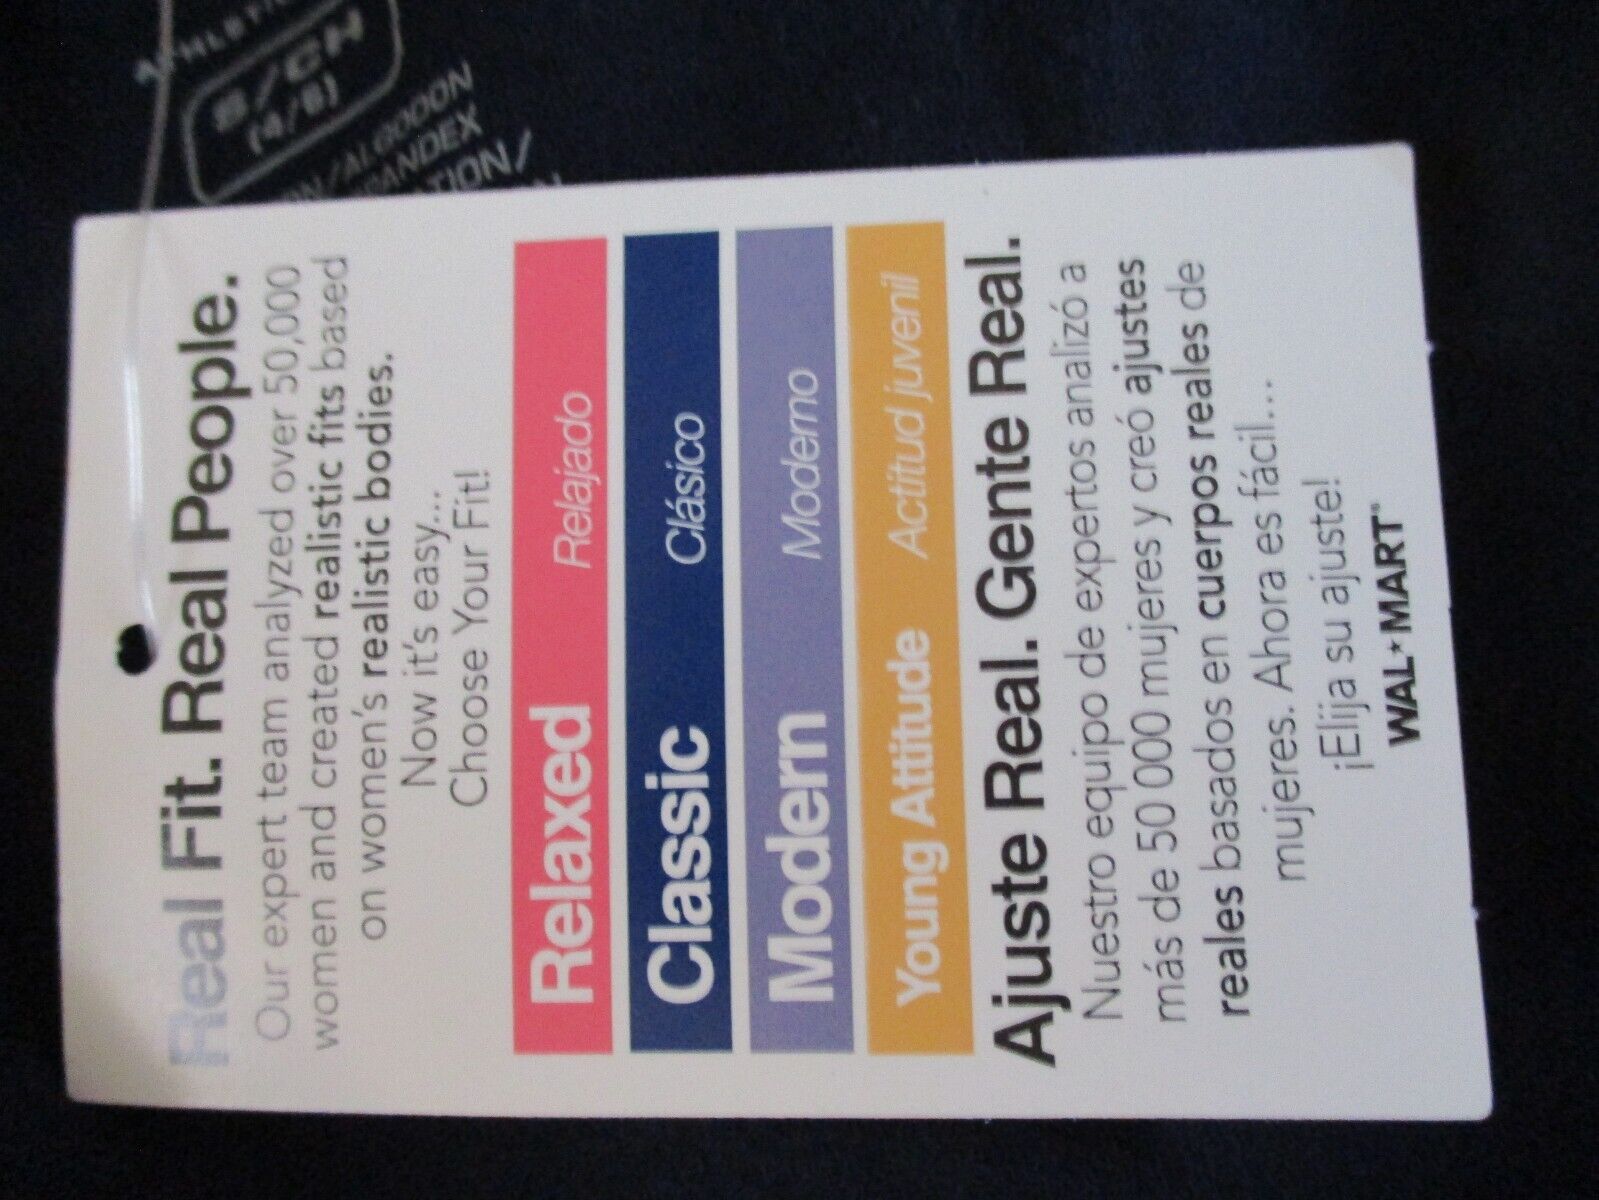 S/CH
(4/6)
/ALGODON
Real Fit. Real People.
Our expert team analyzed over 50,000
women and created realistic fits based
on women's realistic bodies.
Now it's easy...
Choose Your Fit!
Relaxed Relajado
Classic Clásico
Modern Moderno
Young Attitude Actitud juvenil
Ajuste Real. Gente Real.
Nuestro equipo de expertos analizó a
más de 50 000 mujeres y creó ajustes
reales basados en cuerpos reales de
mujeres. Ahora es fácil...
¡Elija su ajuste!
WAL★MART®